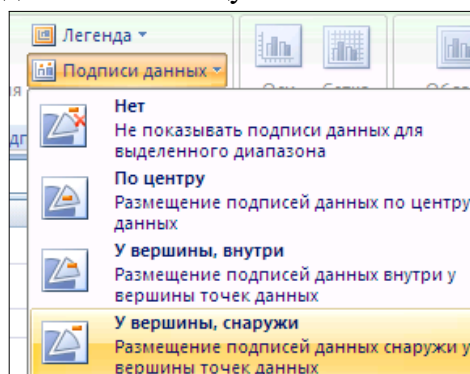 Легенда
Подписи данных
Нет
Не показывать подписи данных для
выделенного диапазона
По центру
Размещение подписей данных по центру
данных
У вершины, внутри
Размещение подписей данных внутри у
вершины точек данных
У вершины, снаружи
Размещение подписей данных снаружи у
вершины точек данных